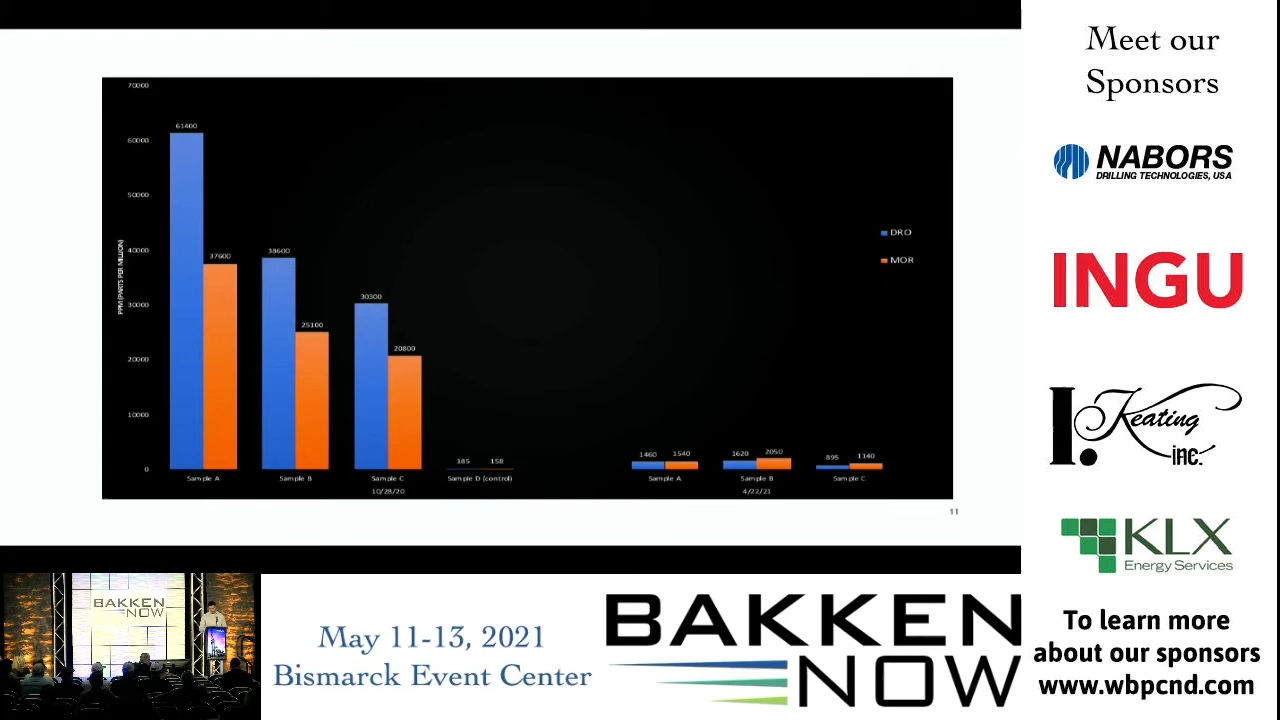 70000
60000
50000
40000
30000
20000
10000
0
PPM (PARTS PER MILLION)
61400
37600
38600
25100
30300
20800
185
158
1460
1540
1620
2050
895
1140
Sample A
Sample B
Sample C
Sample D (control)
Sample A
Sample B
Sample C
10/28/20
4/22/21
DRO
MOR
11
Meet our
Sponsors
NABORS
DRILLING TECHNOLOGIES, USA
INGU
I. Keating
inc.
KLX
Energy Services
To learn more
about our sponsors
www.wbpcnd.com
BAKKEN
NOW
May 11-13, 2021
Bismarck Event Center
BAKKEN
NOW